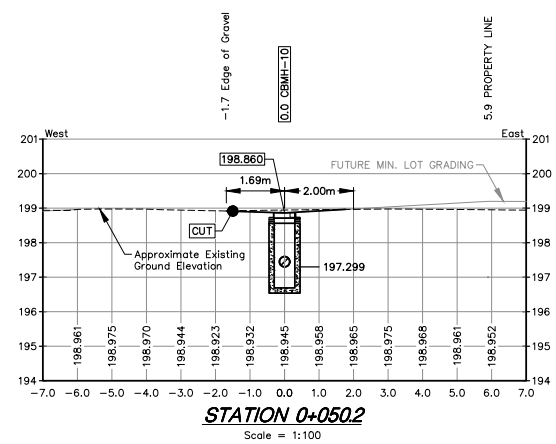 -1.7 Edge of Gravel
0.0 CBMH-10
5.9 PROPERTY LINE
201 West East 201
198.860
FUTURE MIN. LOT GRADING
200 200
1.69m 2.00m
199 199
CUT
198 198
Approximate Existing
Ground Elevation
197.299
197 197
196 196
195 195
198.961 198.975 198.970 198.944 198.923 198.932 198.945 198.958 198.965 198.975 198.968 198.961 198.952
194 194
-7.0 -6.0 -5.0 -4.0 -3.0 -2.0 -1.0 0.0 1.0 2.0 3.0 4.0 5.0 6.0 7.0
STATION 0+050.2
Scale = 1:100